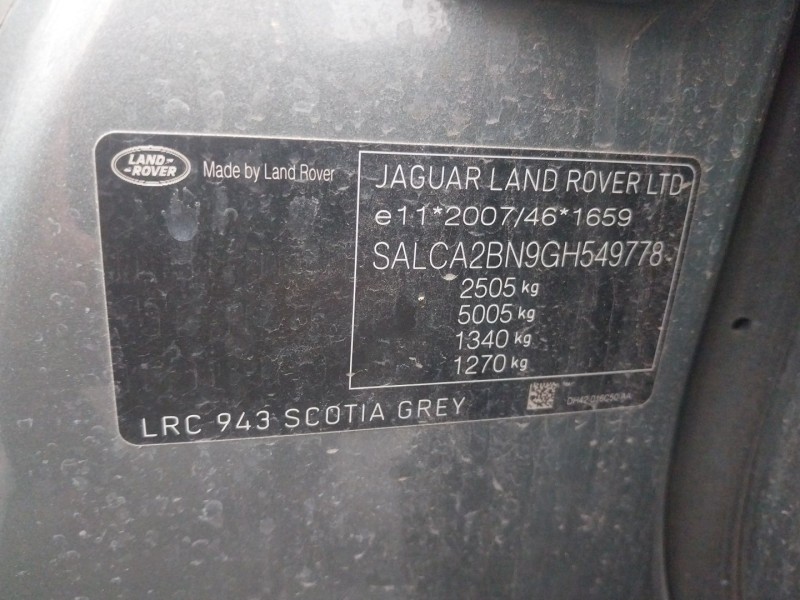 LAND-
-ROVER
Made by Land Rover
JAGUAR LAND ROVER LTD
e11*2007/46*1659
SALCA2BN9GH549778
2505 kg
5005 kg
1340 kg
1270 kg
LRC 943 SCOTIA GREY